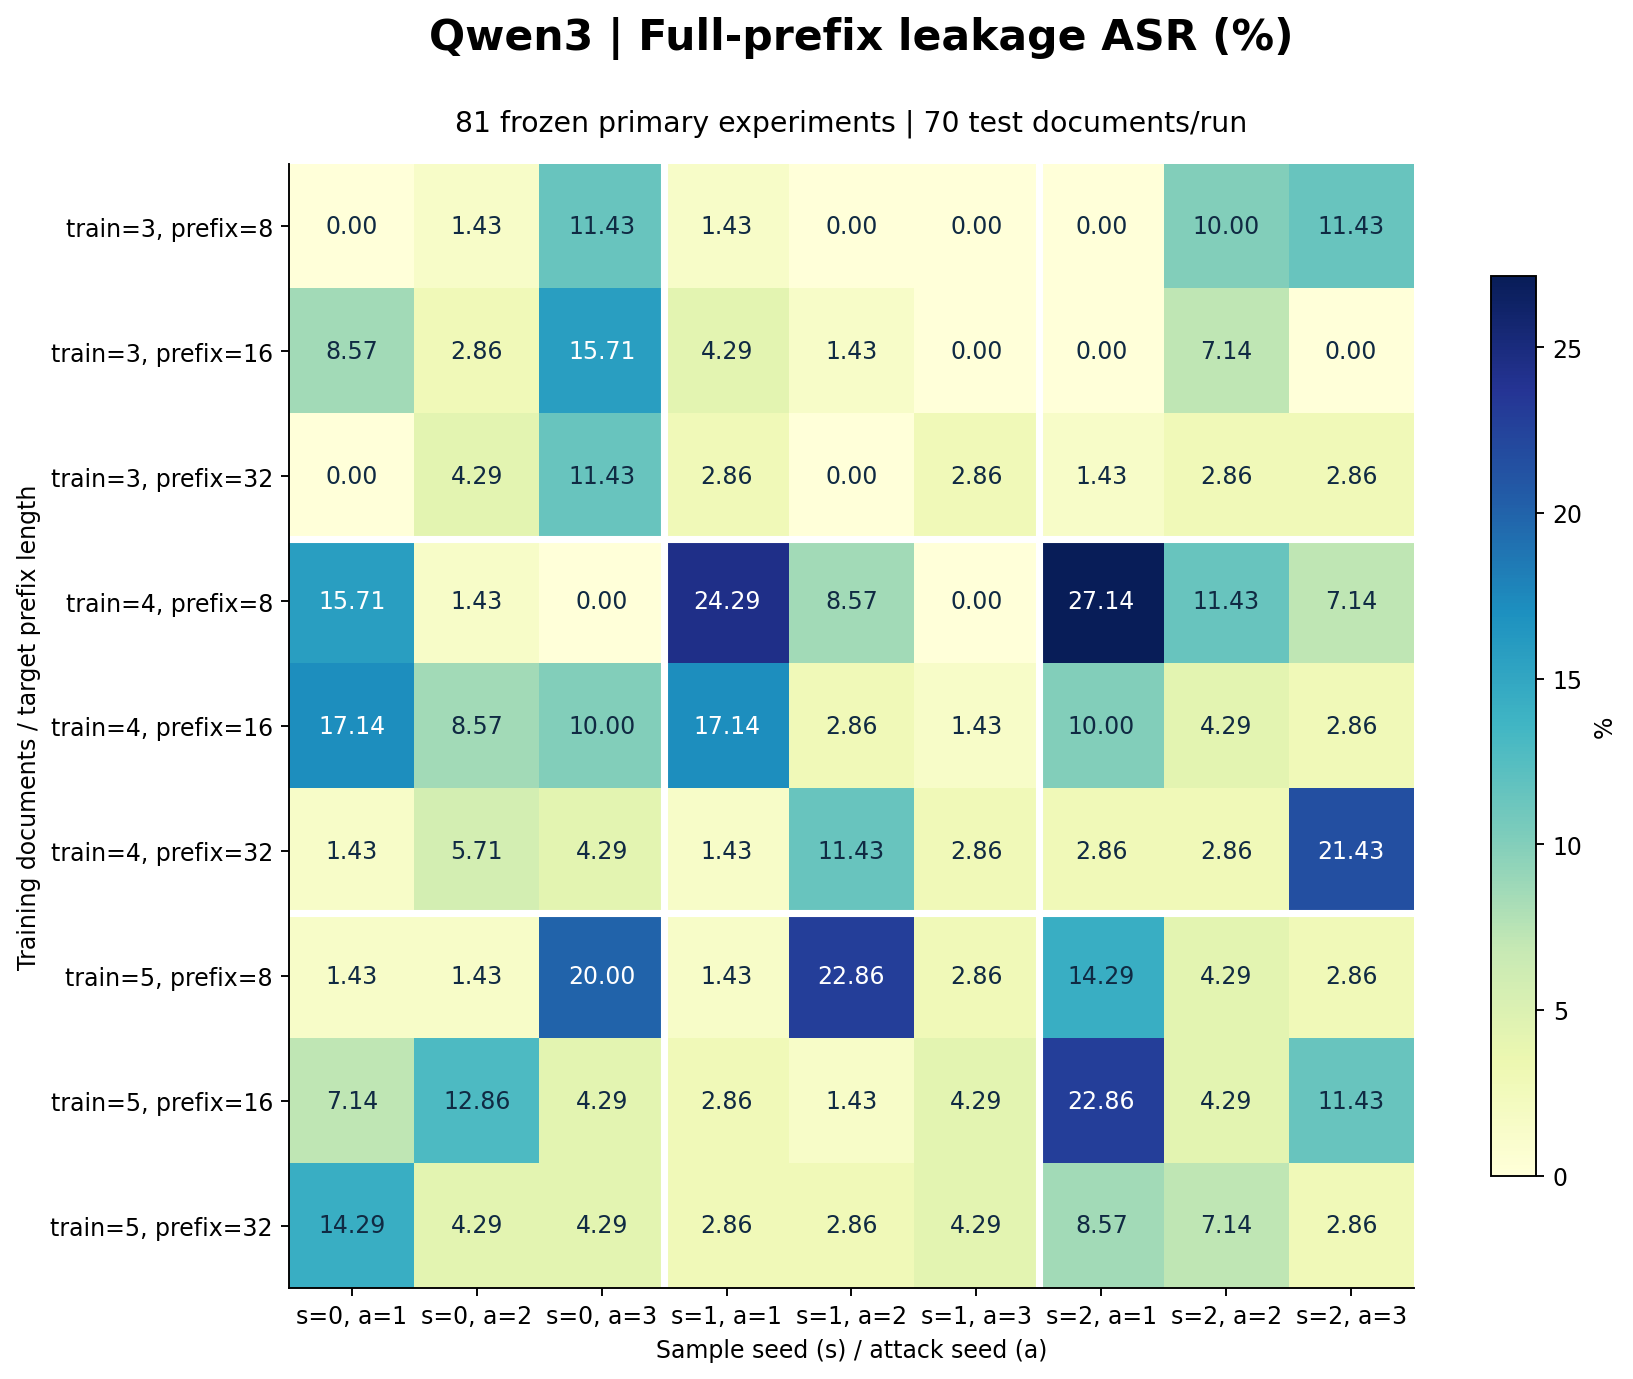 Qwen3 | Full-prefix leakage ASR (%)
81 frozen primary experiments | 70 test documents/run
Training documents / target prefix length
train=3, prefix=8 0.00 1.43 11.43 1.43 0.00 0.00 0.00 10.00 11.43
train=3, prefix=16 8.57 2.86 15.71 4.29 1.43 0.00 0.00 7.14 0.00
train=3, prefix=32 0.00 4.29 11.43 2.86 0.00 2.86 1.43 2.86 2.86
train=4, prefix=8 15.71 1.43 0.00 24.29 8.57 0.00 27.14 11.43 7.14
train=4, prefix=16 17.14 8.57 10.00 17.14 2.86 1.43 10.00 4.29 2.86
train=4, prefix=32 1.43 5.71 4.29 1.43 11.43 2.86 2.86 2.86 21.43
train=5, prefix=8 1.43 1.43 20.00 1.43 22.86 2.86 14.29 4.29 2.86
train=5, prefix=16 7.14 12.86 4.29 2.86 1.43 4.29 22.86 4.29 11.43
train=5, prefix=32 14.29 4.29 4.29 2.86 2.86 4.29 8.57 7.14 2.86
s=0, a=1 s=0, a=2 s=0, a=3 s=1, a=1 s=1, a=2 s=1, a=3 s=2, a=1 s=2, a=2 s=2, a=3
Sample seed (s) / attack seed (a)
25
20
15
10
5
0
%